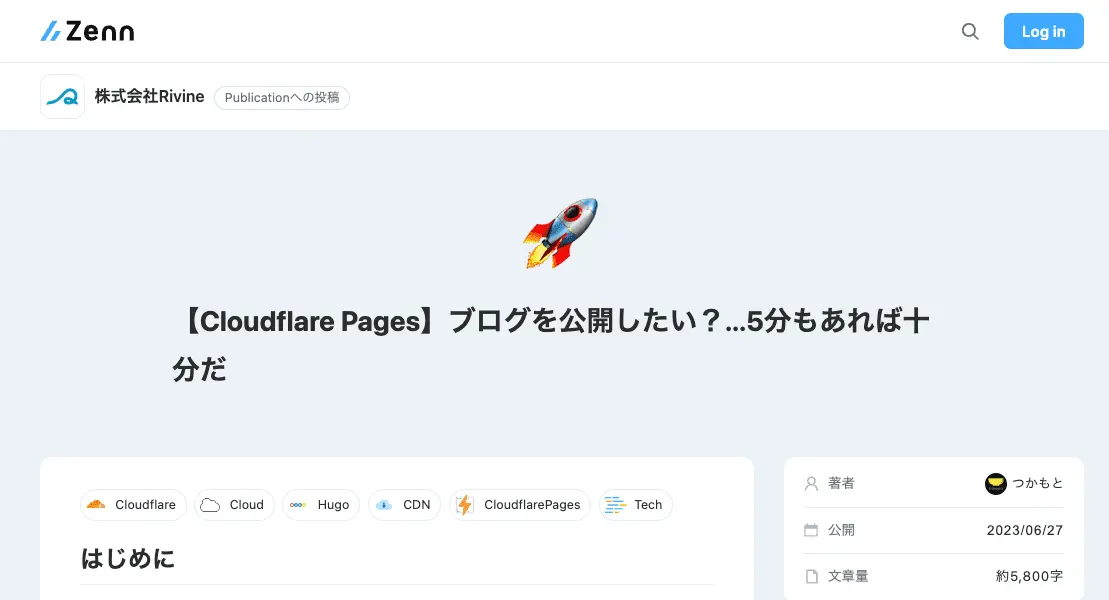 Zenn
Log in
株式会社Rivine
Publicationへの投稿
【Cloudflare Pages】ブログを公開したい？...5分もあれば十
分だ
Cloudflare
Cloud
Hugo
CDN
CloudflarePages
Tech
はじめに
著者
つかもと
公開
2023/06/27
文章量
約5,800字